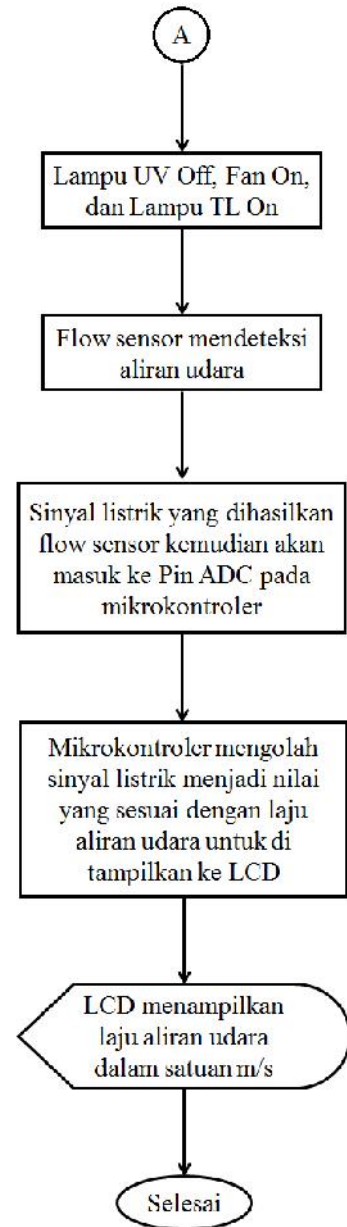 A
Lampu UV Off, Fan On,
dan Lampu TL On
Flow sensor mendeteksi
aliran udara
Sinyal listrik yang dihasilkan
flow sensor kemudian akan
masuk ke Pin ADC pada
mikrokontroler
Mikrokontroler mengolah
sinyal listrik menjadi nilai
yang sesuai dengan laju
aliran udara untuk di
tampilkan ke LCD
LCD menampilkan
laju aliran udara
dalam satuan m/s
Selesai